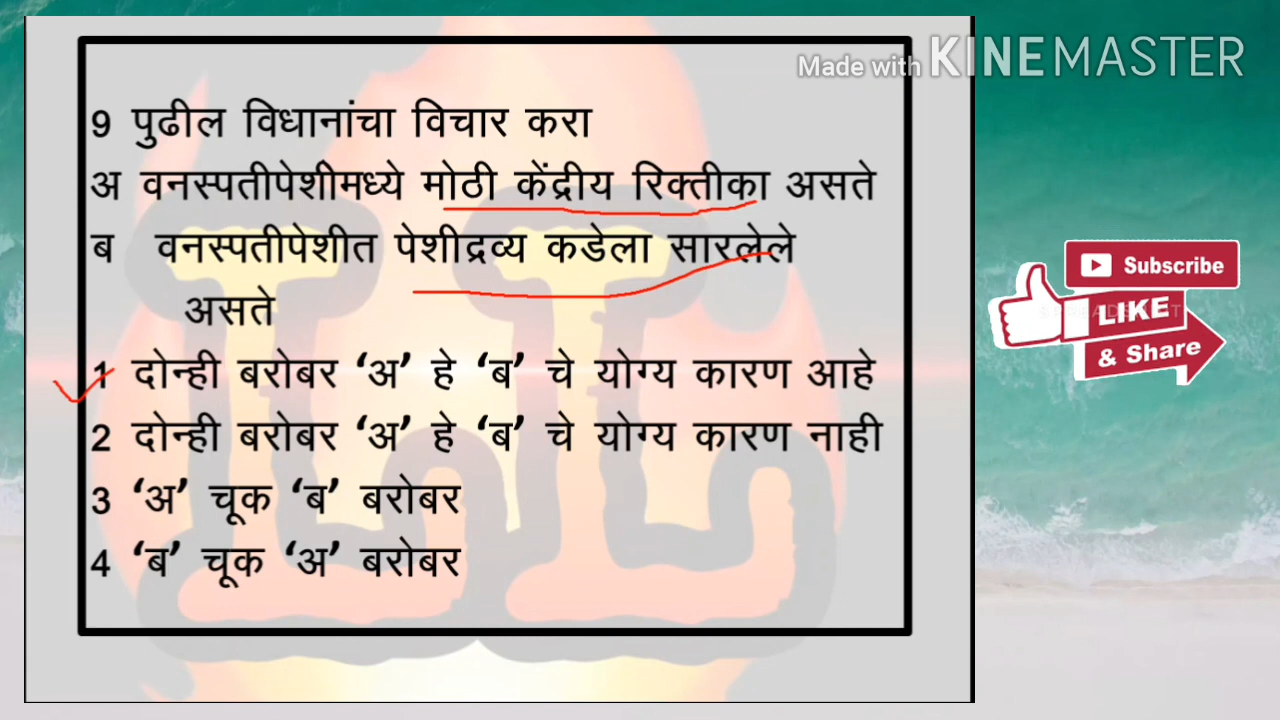 Made with KINEMASTER
9 पुढील विधानांचा विचार करा
अ वनस्पतीपेशीमध्ये मोठी केंद्रीय रिक्तीका असते
ब वनस्पतीपेशीत पेशीद्रव्य कडेला सारलेले
असते
1 दोन्ही बरोबर ‘अ’ हे ‘ब’ चे योग्य कारण आहे
2 दोन्ही बरोबर ‘अ’ हे ‘ब’ चे योग्य कारण नाही
3 ‘अ’ चूक ‘ब’ बरोबर
4 ‘ब’ चूक ‘अ’ बरोबर
Subscribe
LIKE
& Share